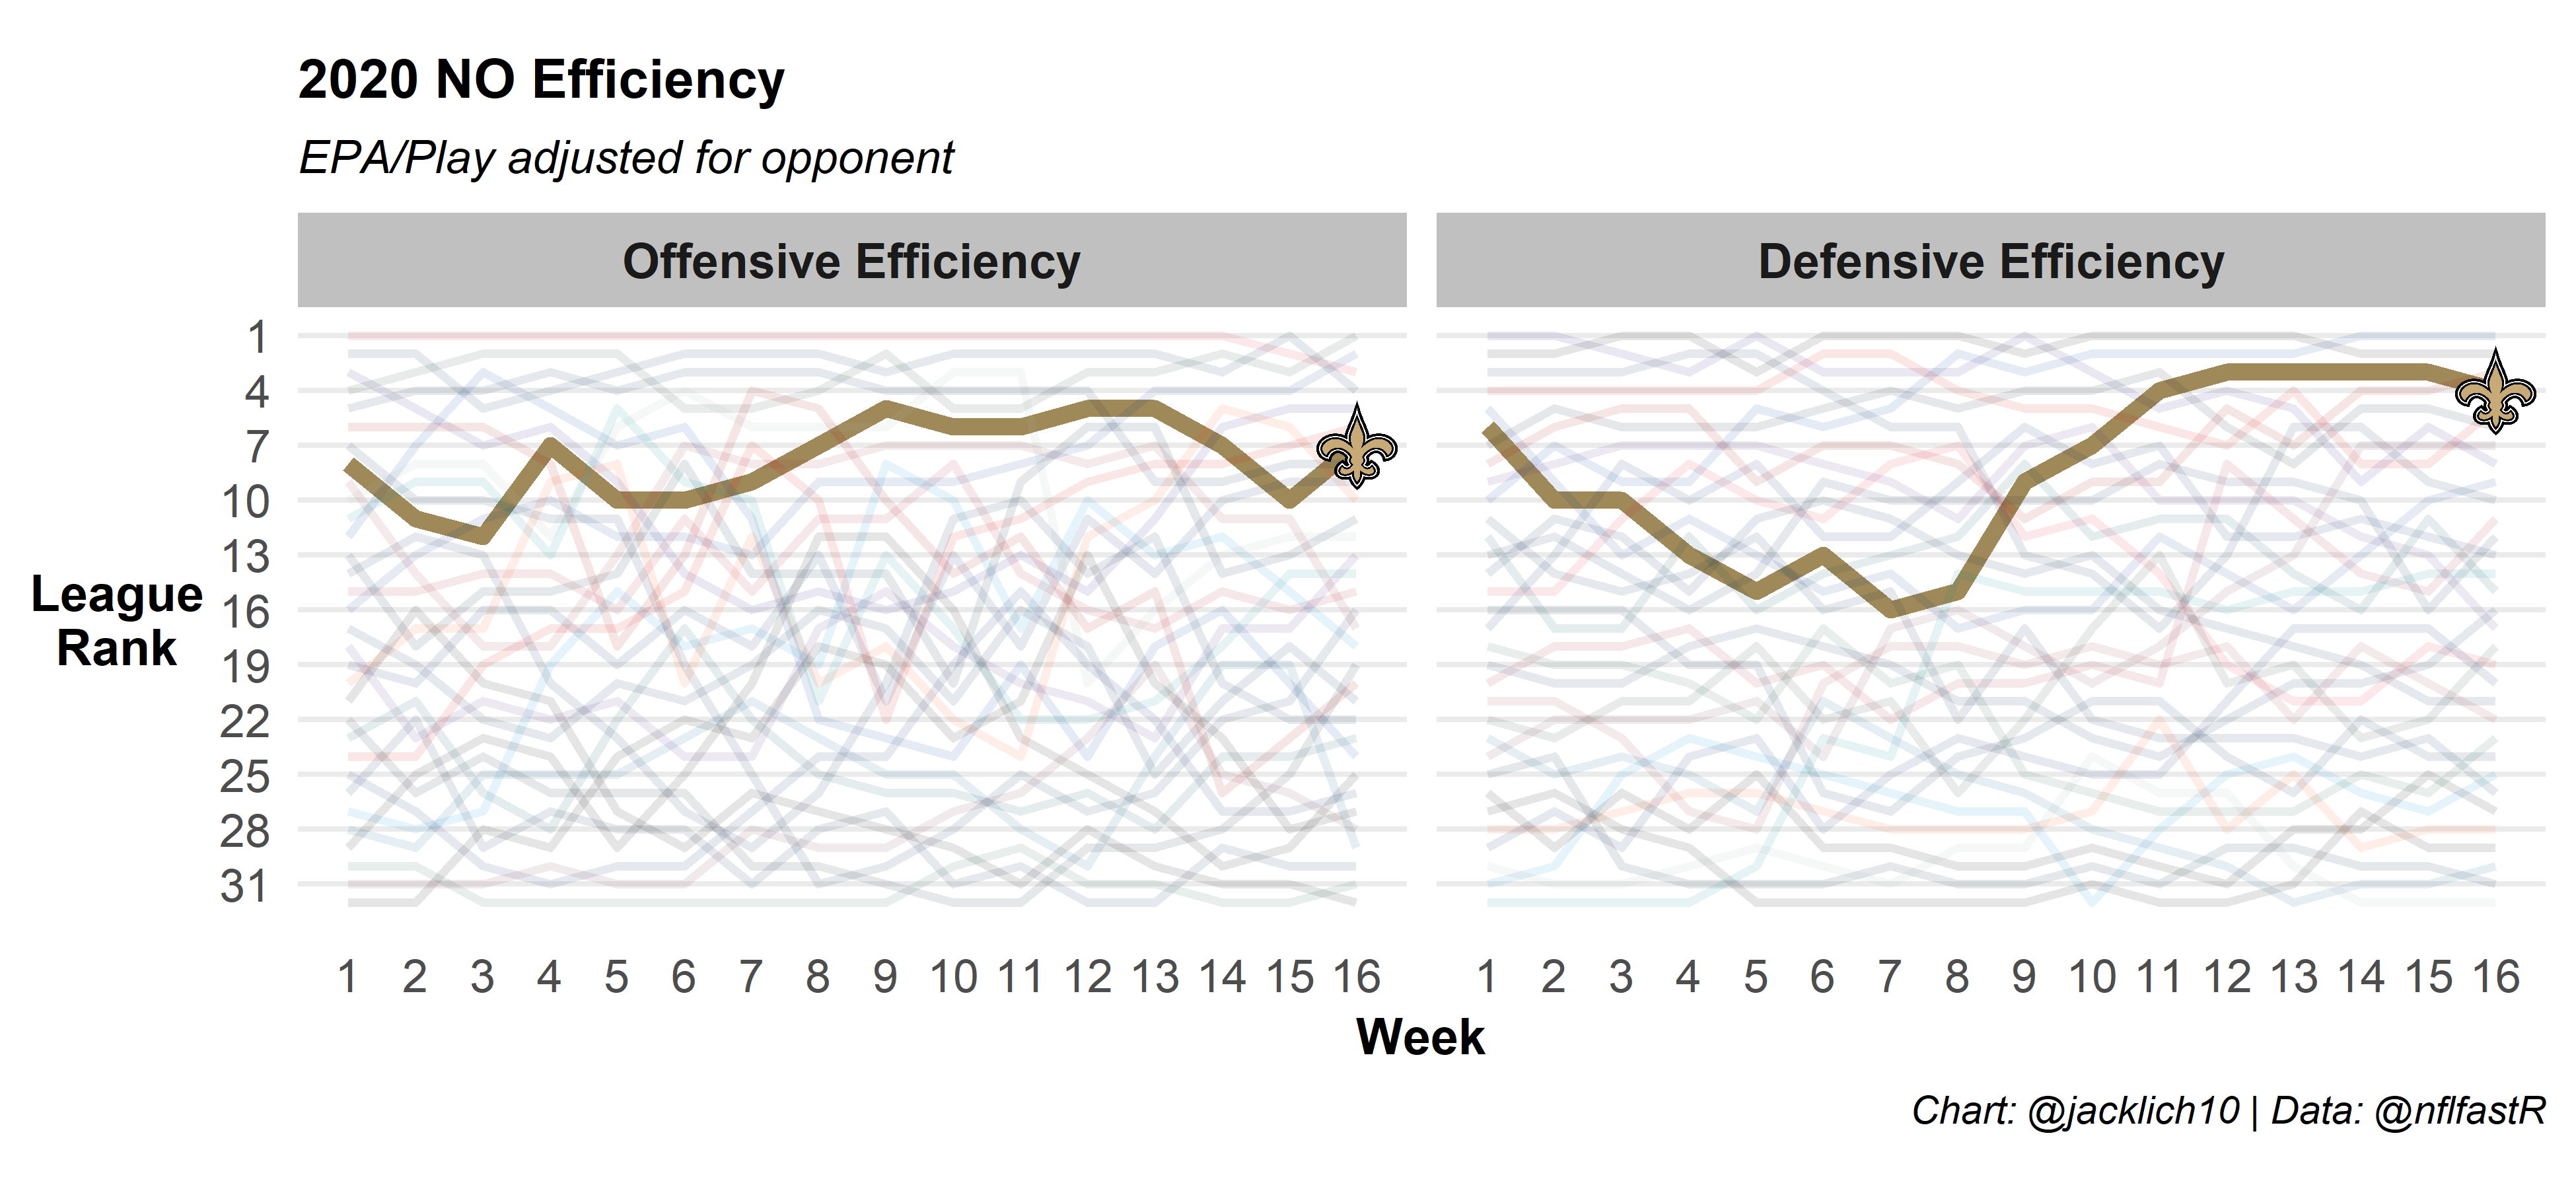 2020 NO Efficiency
EPA/Play adjusted for opponent
Offensive Efficiency
Defensive Efficiency
League
Rank
1
4
7
10
13
16
19
22
25
28
31
1 2 3 4 5 6 7 8 9 10 11 12 13 14 15 16
1 2 3 4 5 6 7 8 9 10 11 12 13 14 15 16
Week
Chart: @jacklich10 | Data: @nflfastR